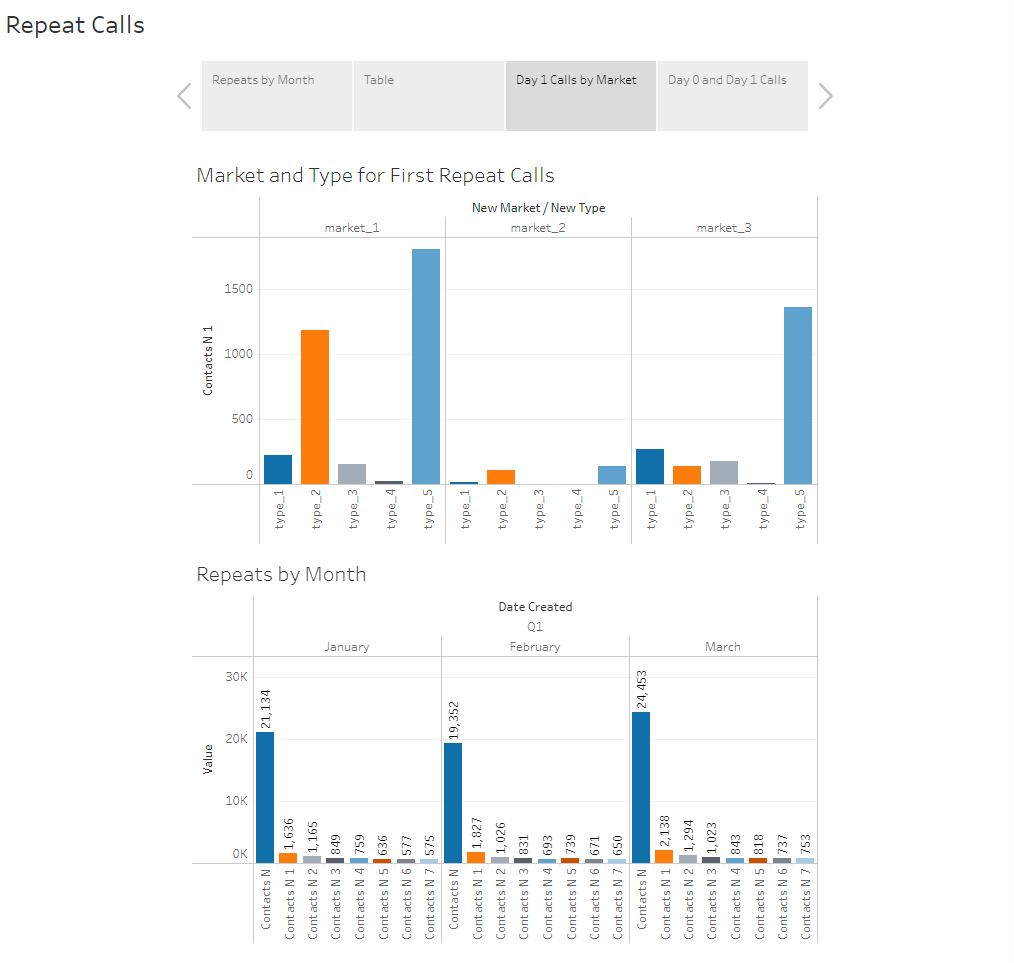 Repeat Calls
Repeats by Month
Table
Day 1 Calls by Market
Day 0 and Day 1 Calls
Market and Type for First Repeat Calls
New Market / New Type
market_1
market_2
market_3
Contacts N 1
1500
1000
500
0
type_1
type_2
type_3
type_4
type_5
type_1
type_2
type_3
type_4
type_5
type_1
type_2
type_3
type_4
type_5
Repeats by Month
Date Created
Q1
January
February
March
Value
30K
20K
10K
0K
21,134
1,636
1,165
849
759
636
577
575
19,352
1,827
1,026
831
693
739
671
650
24,453
2,138
1,294
1,023
843
818
737
753
Contacts N
Contacts N 1
Contacts N 2
Contacts N 3
Contacts N 4
Contacts N 5
Contacts N 6
Contacts N 7
Contacts N
Contacts N 1
Contacts N 2
Contacts N 3
Contacts N 4
Contacts N 5
Contacts N 6
Contacts N 7
Contacts N
Contacts N 1
Contacts N 2
Contacts N 3
Contacts N 4
Contacts N 5
Contacts N 6
Contacts N 7